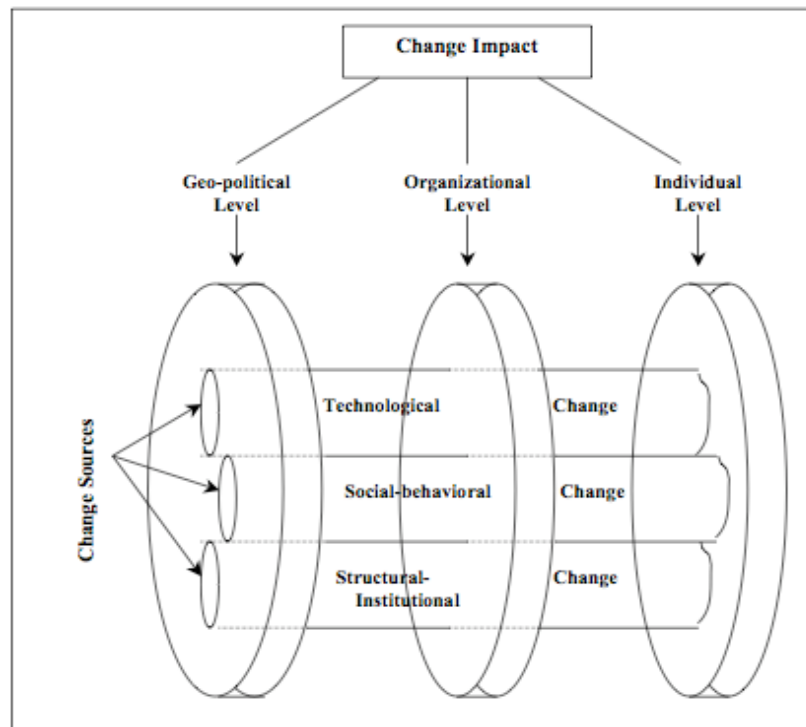 Change Impact
Geo-political Organizational Individual
Level Level Level
Change Sources
Technological Change
Social-behavioral Change
Structural- Change
Institutional